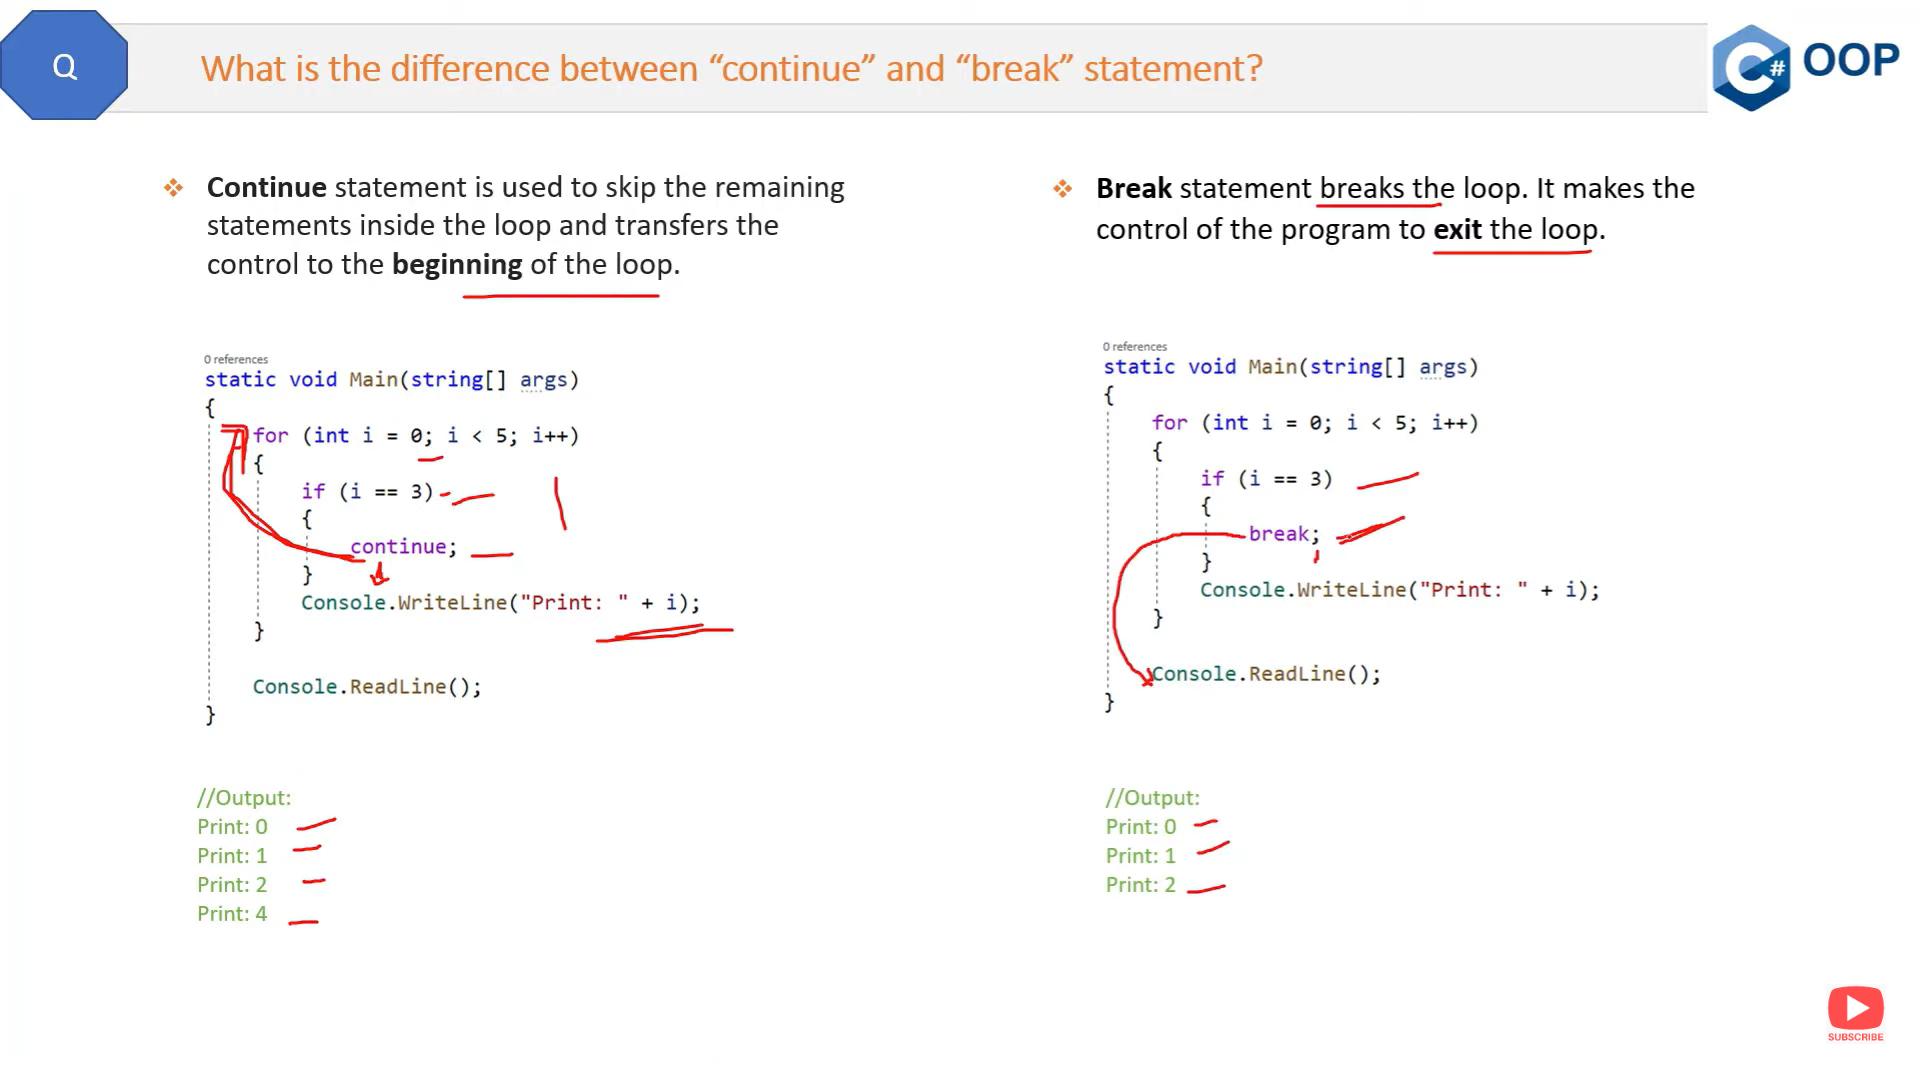 Q
What is the difference between “continue” and “break” statement?
C# OOP
❖ Continue statement is used to skip the remaining
statements inside the loop and transfers the
control to the beginning of the loop.
0 references
static void Main(string[] args)
{
for (int i = 0; i < 5; i++)
{
if (i == 3)
{
continue;
}
Console.WriteLine("Print: " + i);
}
Console.ReadLine();
}
//Output:
Print: 0
Print: 1
Print: 2
Print: 4
❖ Break statement breaks the loop. It makes the
control of the program to exit the loop.
0 references
static void Main(string[] args)
{
for (int i = 0; i < 5; i++)
{
if (i == 3)
{
break;
}
Console.WriteLine("Print: " + i);
}
Console.ReadLine();
}
//Output:
Print: 0
Print: 1
Print: 2
SUBSCRIBE